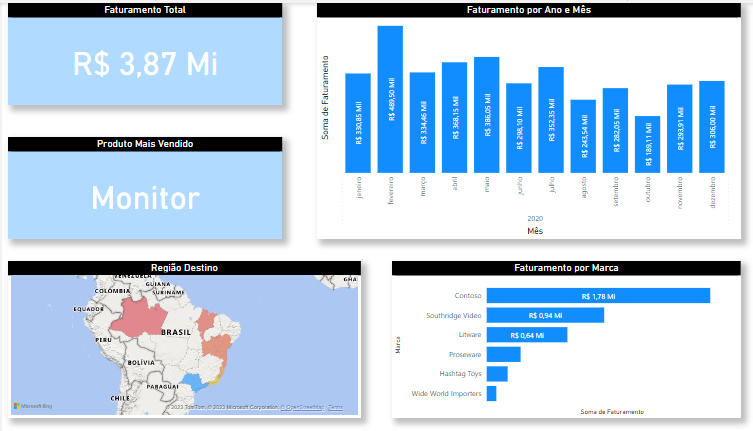 Faturamento Total
R$ 3,87 Mi
Produto Mais Vendido
Monitor
Faturamento por Ano e Mês
Soma de Faturamento
R$ 330,85 Mil
R$ 489,50 Mil
R$ 334,46 Mil
R$ 368,15 Mil
R$ 386,05 Mil
R$ 298,10 Mil
R$ 352,35 Mil
R$ 243,54 Mil
R$ 282,05 Mil
R$ 189,11 Mil
R$ 293,91 Mil
R$ 306,00 Mil
janeiro
fevereiro
março
abril
maio
junho
julho
agosto
setembro
outubro
novembro
dezembro
2020
Mês
Região Destino
VENEZUELA
GUIANA
SURINAME
GHA
COLÔMBIA
EQUADOR
BRASIL
PERU
BOLÍVIA
PARAGUAI
CHILE
Microsoft Bing
© 2023 TomTom, © 2023 Microsoft Corporation, © OpenStreetMap Terms
Faturamento por Marca
Marca
Contoso
R$ 1,78 Mi
Southridge Video
R$ 0,94 Mi
Litware
R$ 0,64 Mi
Proseware
Hashtag Toys
Wide World Importers
Soma de Faturamento